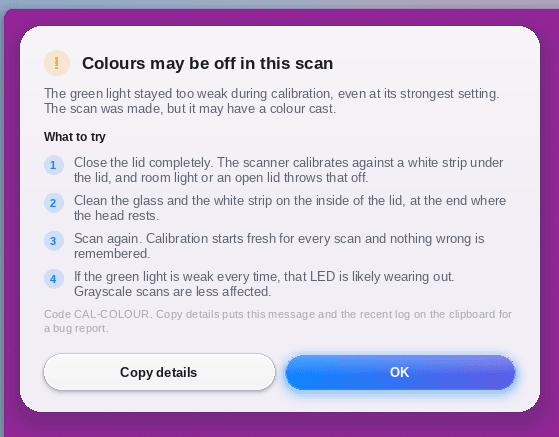 ! Colours may be off in this scan
The green light stayed too weak during calibration, even at its strongest setting.
The scan was made, but it may have a colour cast.
What to try
1 Close the lid completely. The scanner calibrates against a white strip under
the lid, and room light or an open lid throws that off.
2 Clean the glass and the white strip on the inside of the lid, at the end where
the head rests.
3 Scan again. Calibration starts fresh for every scan and nothing wrong is
remembered.
4 If the green light is weak every time, that LED is likely wearing out.
Grayscale scans are less affected.
Code CAL-COLOUR. Copy details puts this message and the recent log on the clipboard for
a bug report.
Copy details OK